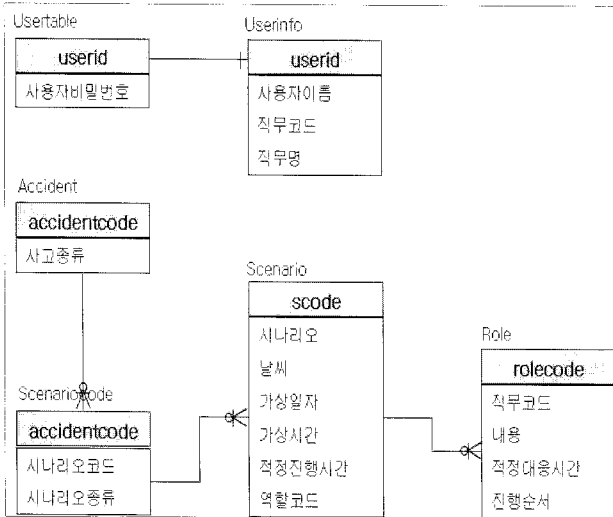 Usertable
userid
사용자비밀번호
Userinfo
userid
사용자이름
직무코드
직무명
Accident
accidentcode
사고종류
Scenariocode
accidentcode
시나리오코드
시나리오종류
Scenario
scode
시나리오
날씨
가상일자
가상시간
적정진행시간
역할코드
Role
rolecode
직무코드
내용
적정대응시간
진행순서